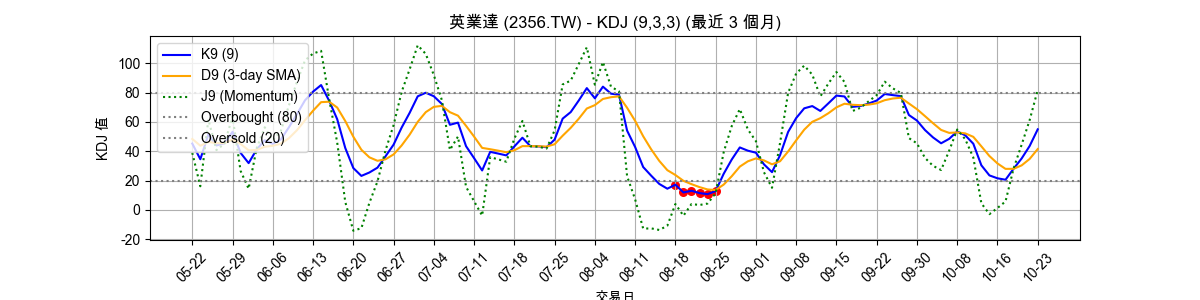 英業達 (2356.TW) - KDJ (9,3,3) (最近 3 個月)
K9 (9)
D9 (3-day SMA)
J9 (Momentum)
Overbought (80)
Oversold (20)
KDJ 值
100
80
60
40
20
0
-20
05-22 05-29 06-06 06-13 06-20 06-27 07-04 07-11 07-18 07-25 08-04 08-11 08-18 08-25 09-01 09-08 09-15 09-22 09-30 10-08 10-16 10-23
交易日